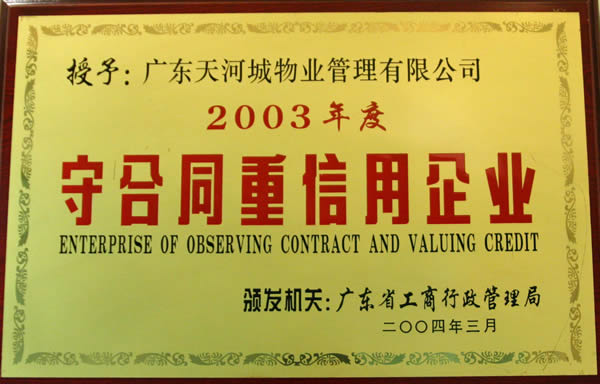 授予：广东天河城物业管理有限公司
2003年度
守合同重信用企业
ENTERPRISE OF OBSERVING CONTRACT AND VALUING CREDIT
颁发机关：广东省工商行政管理局
二〇〇四年三月